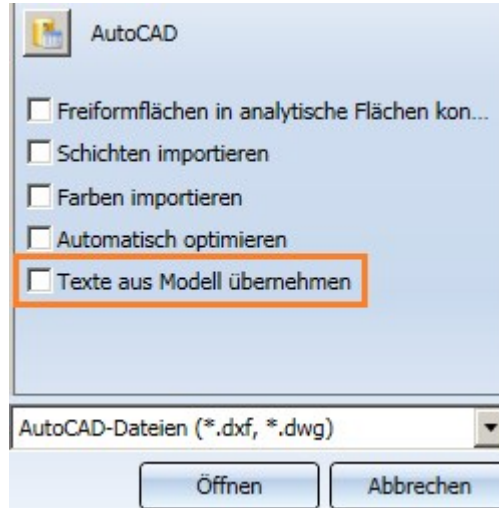 AutoCAD
Freiformflächen in analytische Flächen kon...
Schichten importieren
Farben importieren
Automatisch optimieren
Texte aus Modell übernehmen
AutoCAD-Dateien (*.dxf, *.dwg)
Öffnen Abbrechen